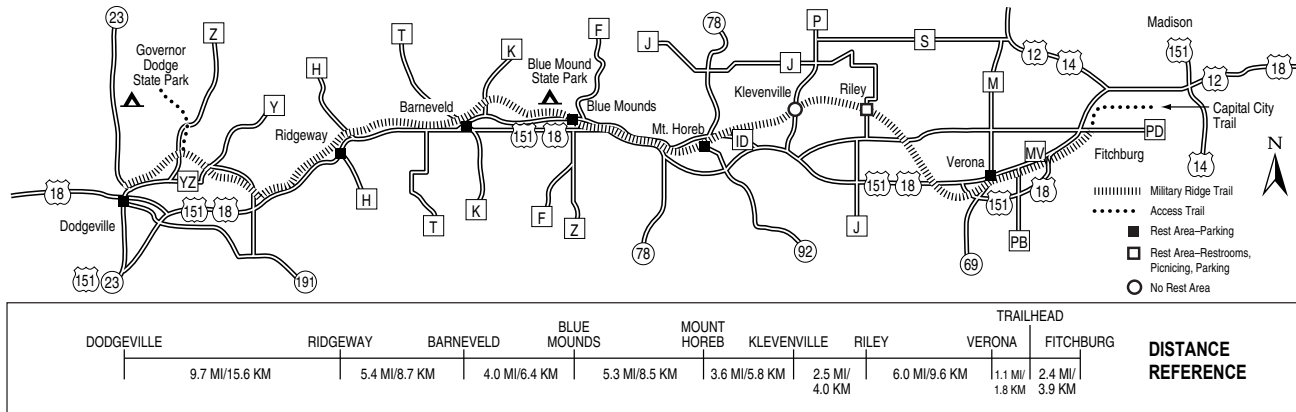 23
Governor
Dodge
State Park
Z
Y
YZ
18
Dodgeville
151
23
151
18
191
H
Ridgeway
H
T
Barneveld
T
K
K
Blue Mound
State Park
F
Blue Mounds
151
18
F
Z
J
78
Mt. Horeb
ID
78
92
P
J
Klevenville
Riley
S
J
151
18
M
Verona
MV
69
151
18
PB
12
14
Madison
151
12
18
Capital City
Trail
PD
Fitchburg
14
N
Military Ridge Trail
Access Trail
Rest Area–Parking
Rest Area–Restrooms,
Picnicing, Parking
No Rest Area
DODGEVILLE
RIDGEWAY
BARNEVELD
BLUE
MOUNDS
MOUNT
HOREB
KLEVENVILLE
RILEY
VERONA
TRAILHEAD
FITCHBURG
9.7 MI/15.6 KM
5.4 MI/8.7 KM
4.0 MI/6.4 KM
5.3 MI/8.5 KM
3.6 MI/5.8 KM
2.5 MI/
4.0 KM
6.0 MI/9.6 KM
1.1 MI/
1.8 KM
2.4 MI/
3.9 KM
DISTANCE
REFERENCE